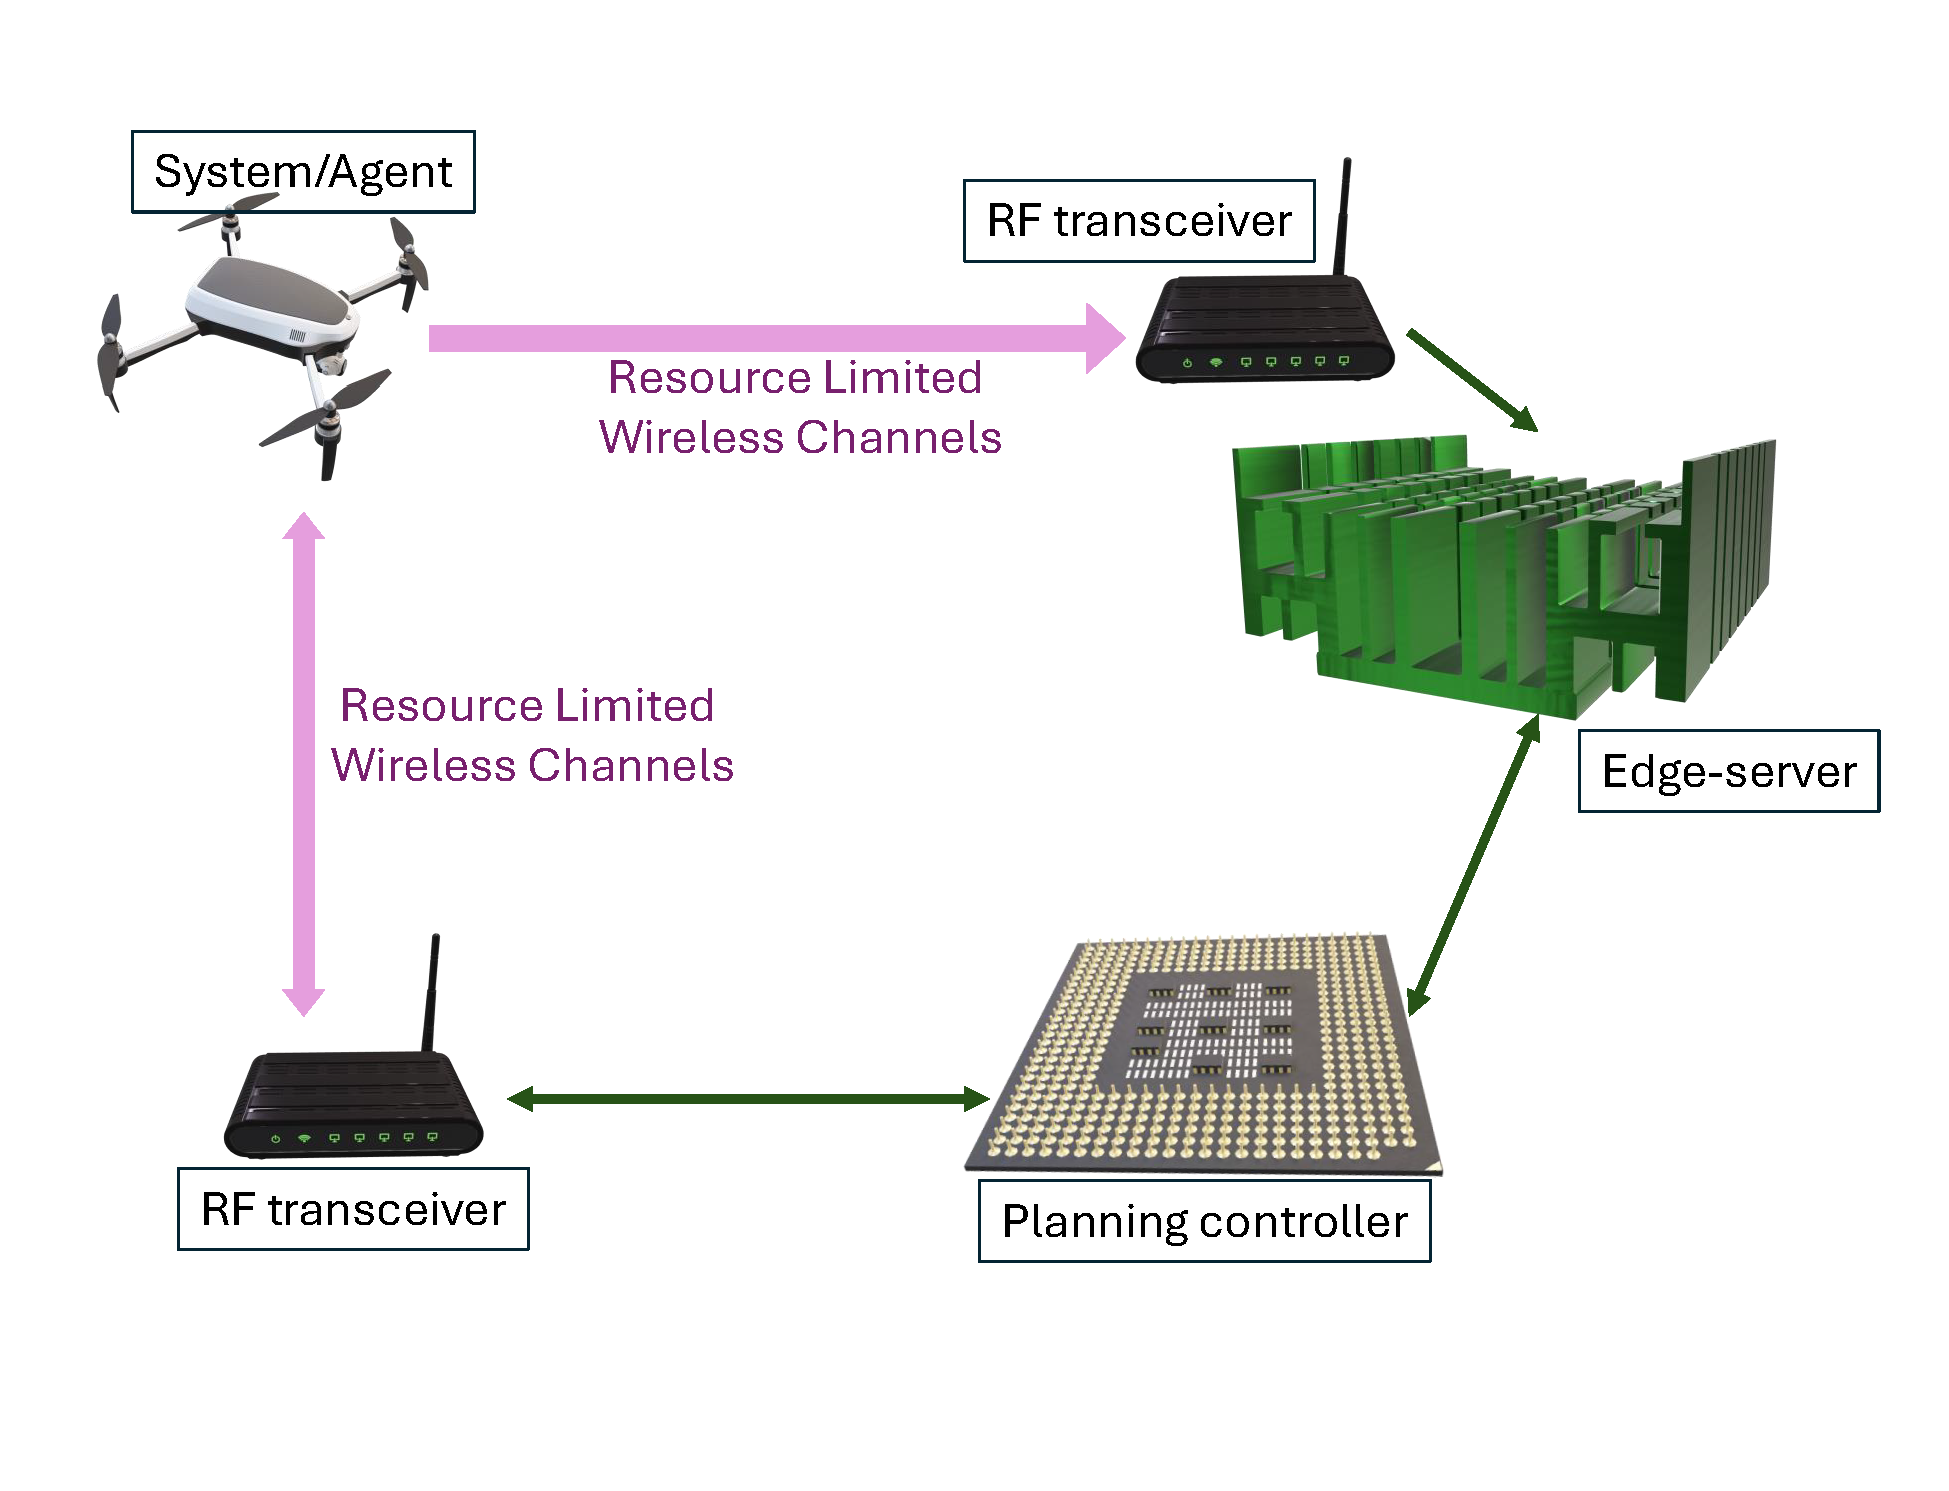 System/Agent
RF transceiver
Resource Limited
Wireless Channels
Resource Limited
Wireless Channels
Edge-server
RF transceiver
Planning controller